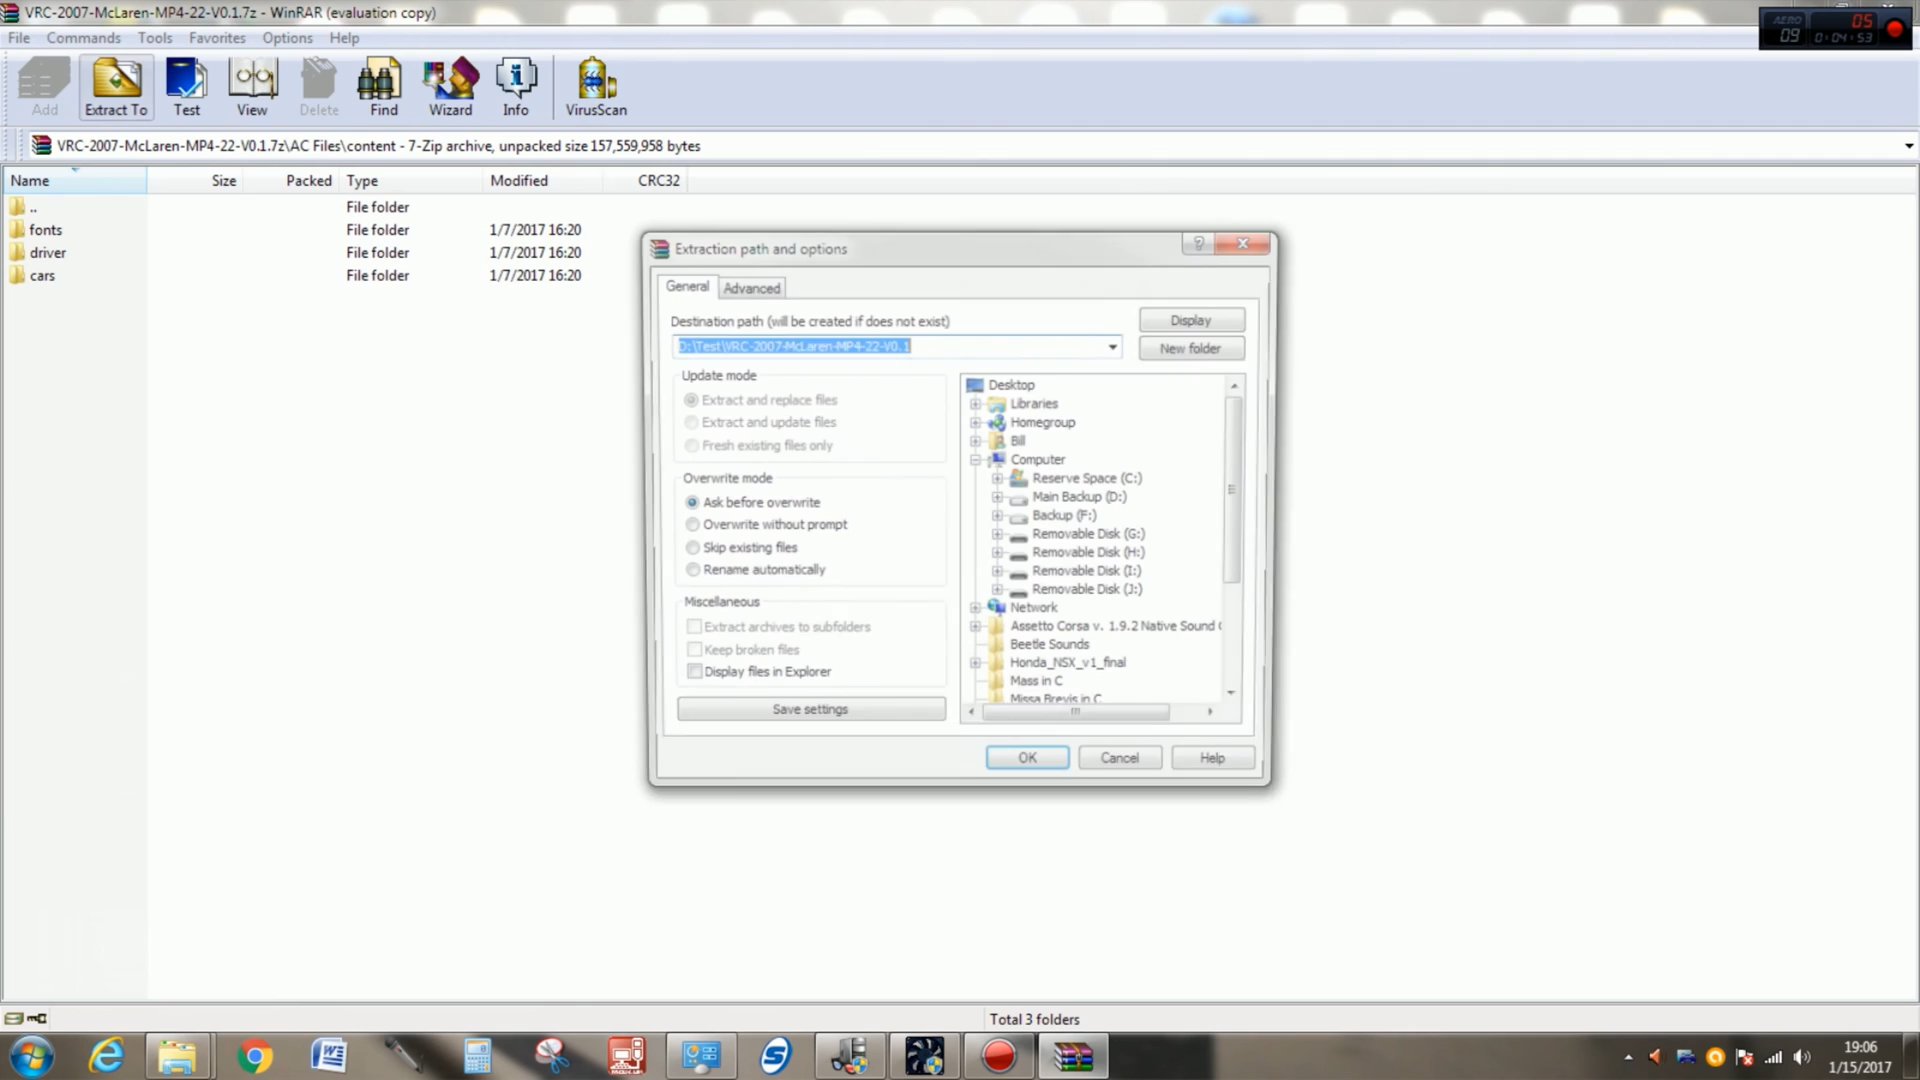 VRC-2007-McLaren-MP4-22-V0.1.7z - WinRAR (evaluation copy)
AERO 09 05 0:04:53
File Commands Tools Favorites Options Help
Add Extract To Test View Delete Find Wizard Info VirusScan
VRC-2007-McLaren-MP4-22-V0.1.7z\AC Files\content - 7-Zip archive, unpacked size 157,559,958 bytes
Name Size Packed Type Modified CRC32
.. File folder
fonts File folder 1/7/2017 16:20
driver File folder 1/7/2017 16:20
cars File folder 1/7/2017 16:20
Extraction path and options
General Advanced
Destination path (will be created if does not exist)
Display
D:\Test\VRC-2007-McLaren-MP4-22-V0.1
New folder
Update mode
Extract and replace files
Extract and update files
Fresh existing files only
Overwrite mode
Ask before overwrite
Overwrite without prompt
Skip existing files
Rename automatically
Miscellaneous
Extract archives to subfolders
Keep broken files
Display files in Explorer
Save settings
Desktop
Libraries
Homegroup
Bill
Computer
Reserve Space (C:)
Main Backup (D:)
Backup (F:)
Removable Disk (G:)
Removable Disk (H:)
Removable Disk (I:)
Removable Disk (J:)
Network
Assetto Corsa v. 1.9.2 Native Sound
Beetle Sounds
Honda_NSX_v1_final
Mass in C
Missa Brevis in C
OK Cancel Help
Total 3 folders
19:06
1/15/2017